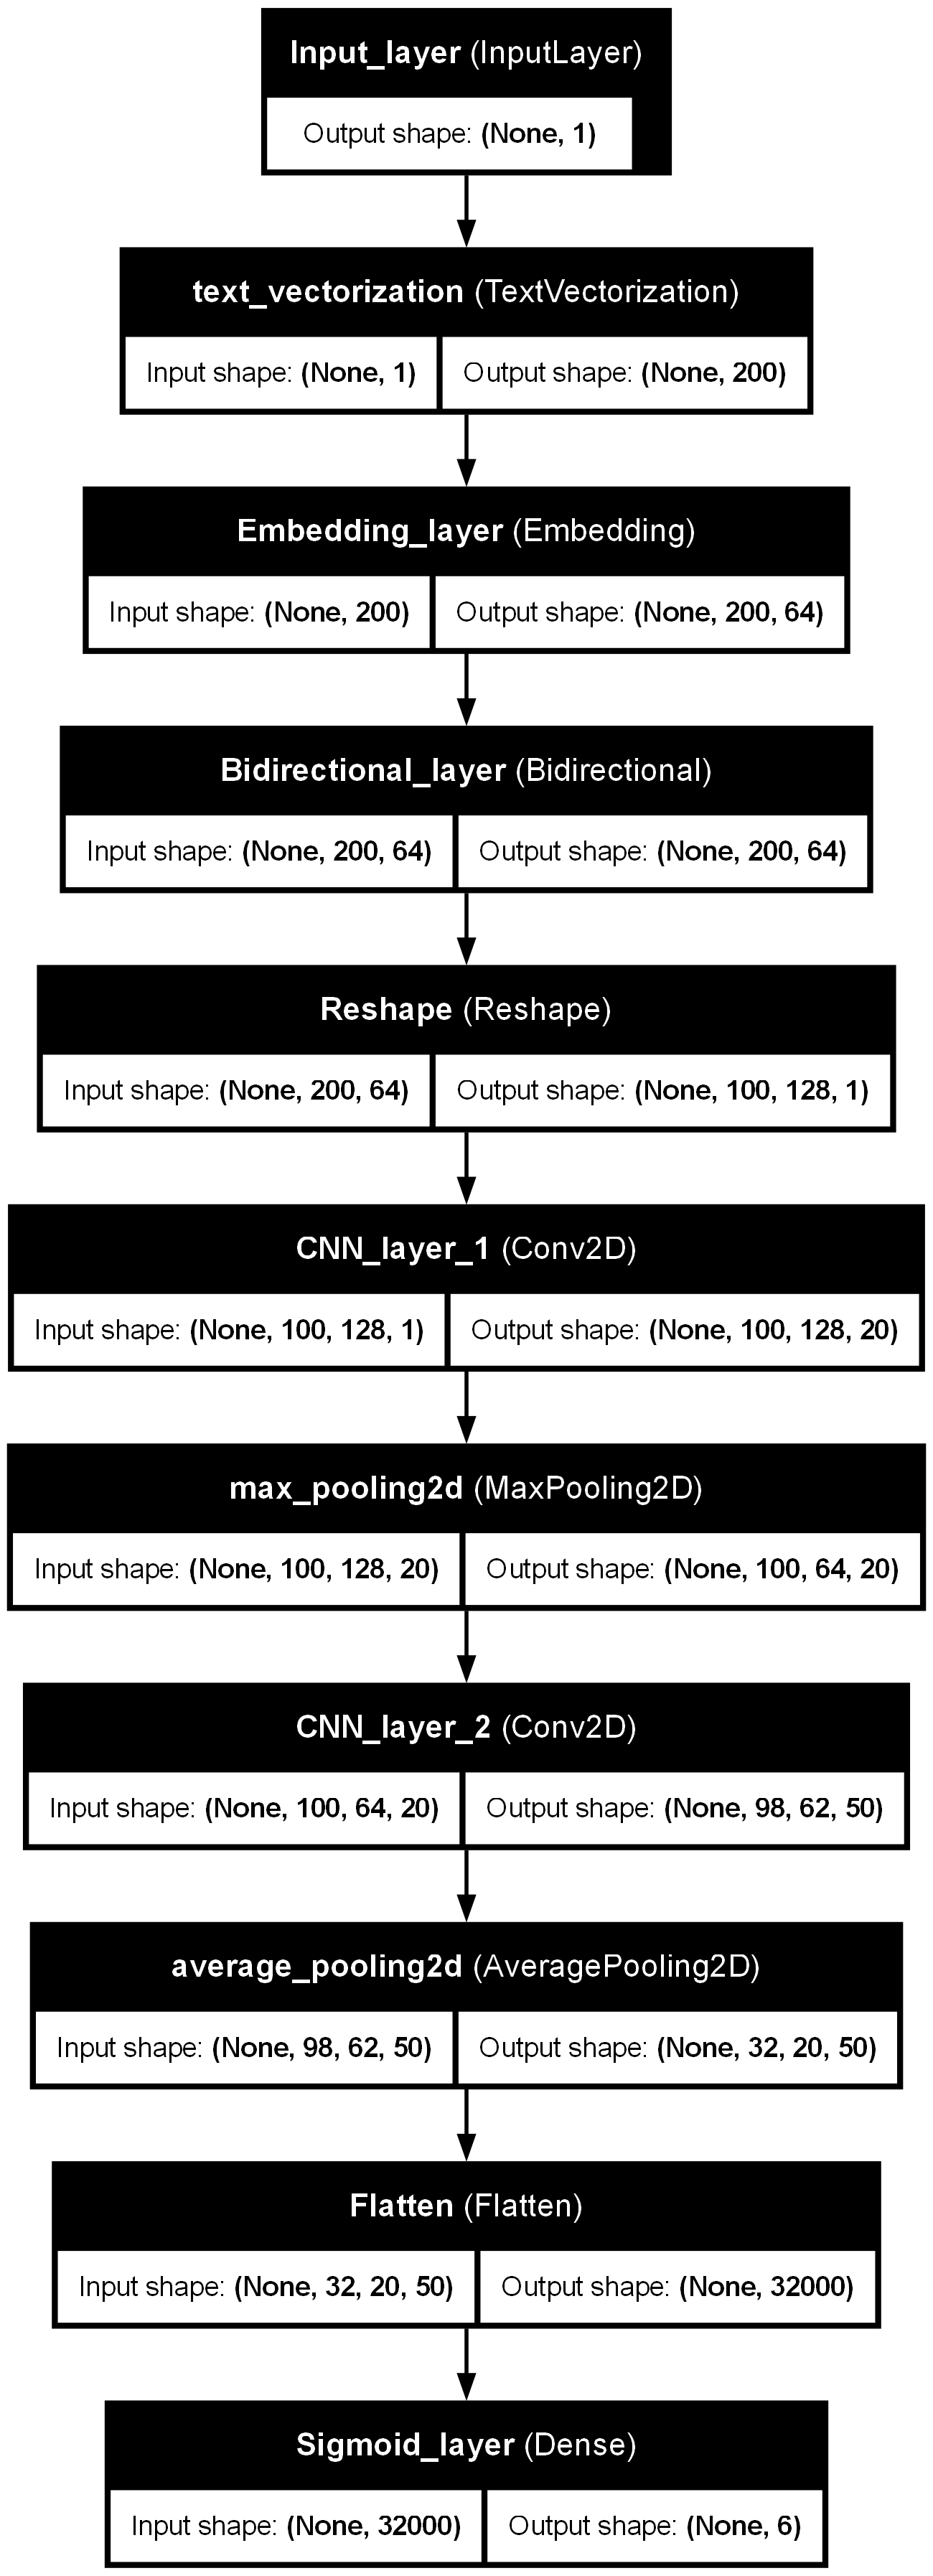 Input_layer (InputLayer)
Output shape: (None, 1)
text_vectorization (TextVectorization)
Input shape: (None, 1) Output shape: (None, 200)
Embedding_layer (Embedding)
Input shape: (None, 200) Output shape: (None, 200, 64)
Bidirectional_layer (Bidirectional)
Input shape: (None, 200, 64) Output shape: (None, 200, 64)
Reshape (Reshape)
Input shape: (None, 200, 64) Output shape: (None, 100, 128, 1)
CNN_layer_1 (Conv2D)
Input shape: (None, 100, 128, 1) Output shape: (None, 100, 128, 20)
max_pooling2d (MaxPooling2D)
Input shape: (None, 100, 128, 20) Output shape: (None, 100, 64, 20)
CNN_layer_2 (Conv2D)
Input shape: (None, 100, 64, 20) Output shape: (None, 98, 62, 50)
average_pooling2d (AveragePooling2D)
Input shape: (None, 98, 62, 50) Output shape: (None, 32, 20, 50)
Flatten (Flatten)
Input shape: (None, 32, 20, 50) Output shape: (None, 32000)
Sigmoid_layer (Dense)
Input shape: (None, 32000) Output shape: (None, 6)